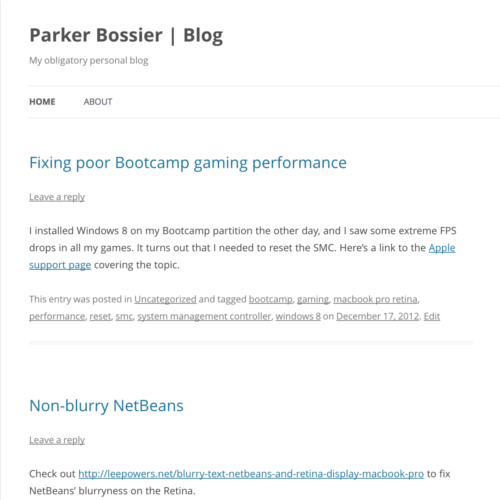 Parker Bossier | Blog
My obligatory personal blog
HOME ABOUT
Fixing poor Bootcamp gaming performance
Leave a reply
I installed Windows 8 on my Bootcamp partition the other day, and I saw some extreme FPS
drops in all my games. It turns out that I needed to reset the SMC. Here’s a link to the Apple
support page covering the topic.
This entry was posted in Uncategorized and tagged bootcamp, gaming, macbook pro retina,
performance, reset, smc, system management controller, windows 8 on December 17, 2012. Edit
Non-blurry NetBeans
Leave a reply
Check out http://leepowers.net/blurry-text-netbeans-and-retina-display-macbook-pro to fix
NetBeans’ blurryness on the Retina.